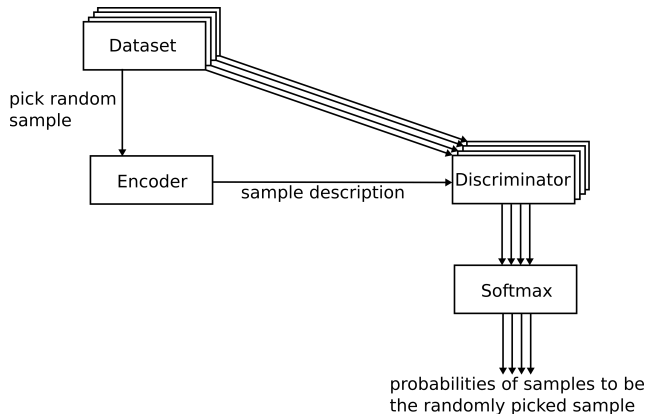 Dataset
pick random
sample
Encoder
sample description
Discriminator
Softmax
probabilities of samples to be
the randomly picked sample